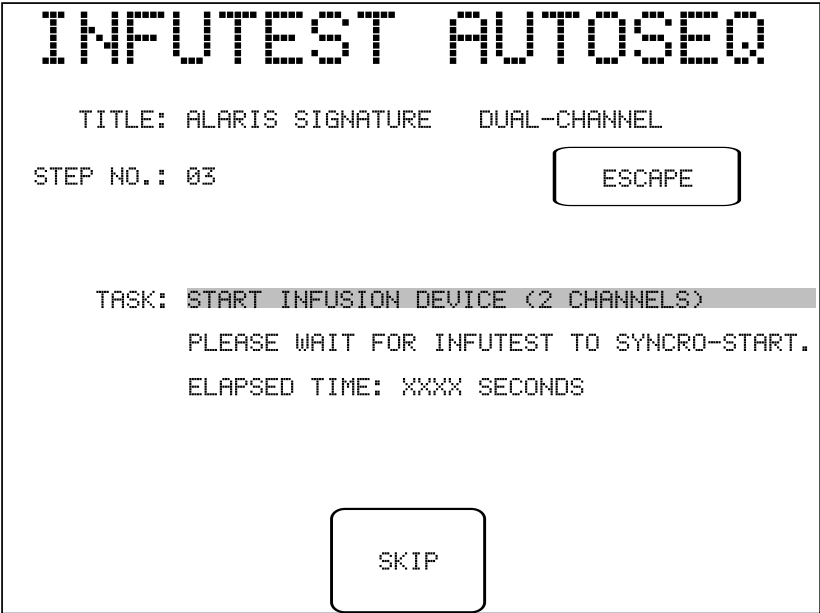 INFUTEST AUTOSEQ
TITLE: ALARIS SIGNATURE DUAL-CHANNEL
STEP NO.: 03
ESCAPE
TASK: START INFUSION DEVICE (2 CHANNELS)
PLEASE WAIT FOR INFUTEST TO SYNCRO-START.
ELAPSED TIME: XXXX SECONDS
SKIP